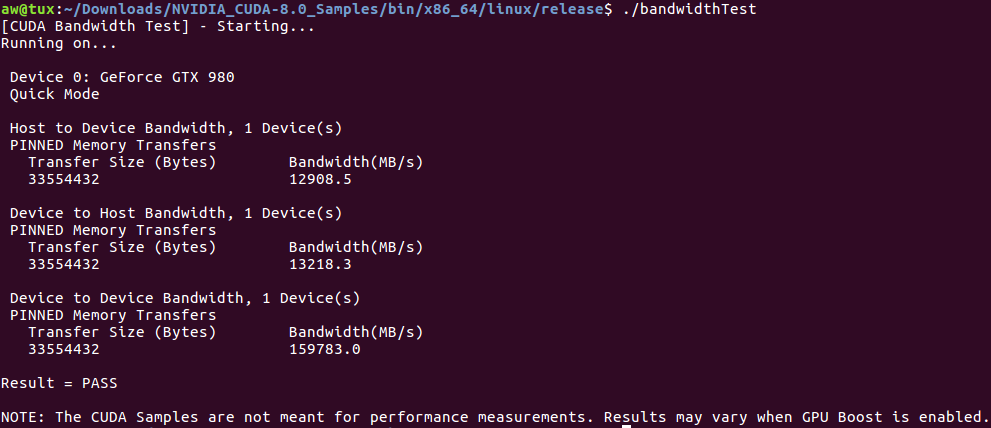 aw@tux:~/Downloads/NVIDIA_CUDA-8.0_Samples/bin/x86_64/linux/release$ ./bandwidthTest
[CUDA Bandwidth Test] - Starting...
Running on...
Device 0: GeForce GTX 980
Quick Mode
Host to Device Bandwidth, 1 Device(s)
PINNED Memory Transfers
Transfer Size (Bytes) Bandwidth(MB/s)
33554432 12908.5
Device to Host Bandwidth, 1 Device(s)
PINNED Memory Transfers
Transfer Size (Bytes) Bandwidth(MB/s)
33554432 13218.3
Device to Device Bandwidth, 1 Device(s)
PINNED Memory Transfers
Transfer Size (Bytes) Bandwidth(MB/s)
33554432 159783.0
Result = PASS
NOTE: The CUDA Samples are not meant for performance measurements. Results may vary when GPU Boost is enabled.